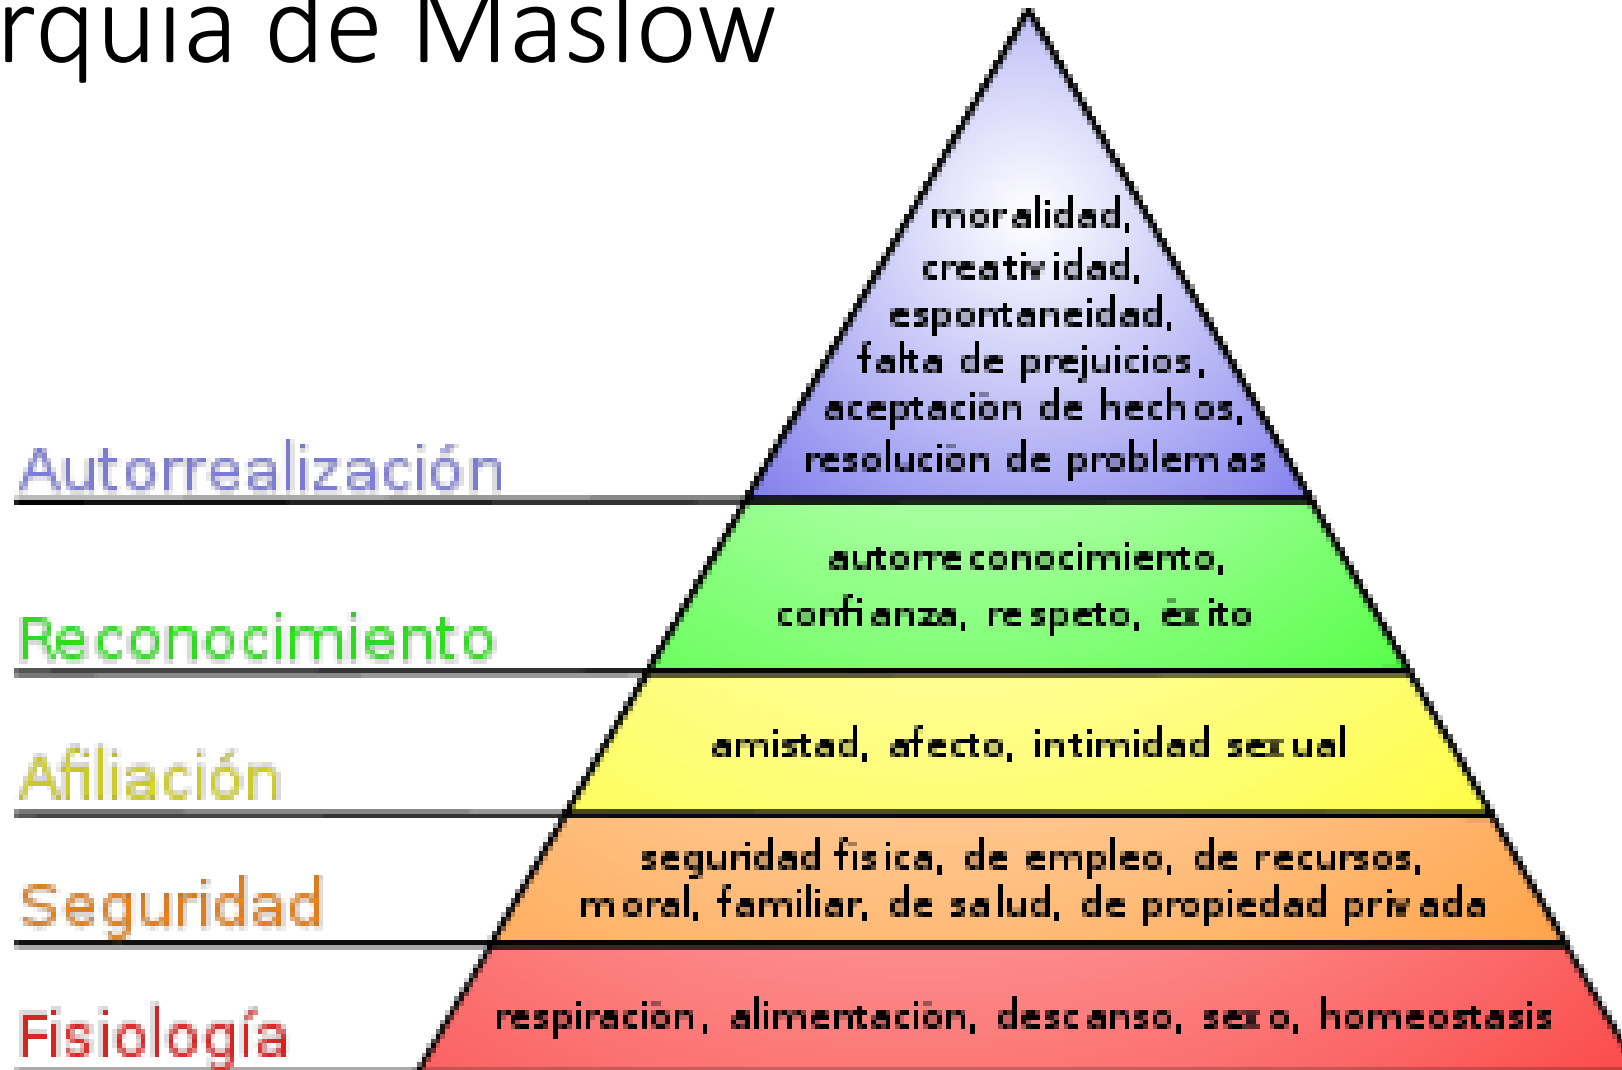 rquía de Maslow
moralidad,
creatividad,
espontaneidad,
falta de prejuicios,
aceptación de hechos,
resolución de problemas
Autorrealización
autorreconocimiento,
confianza, respeto, éxito
Reconocimiento
amistad, afecto, intimidad sexual
Afiliación
seguridad física, de empleo, de recursos,
moral, familiar, de salud, de propiedad privada
Seguridad
respiración, alimentación, descanso, sexo, homeostasis
Fisiología